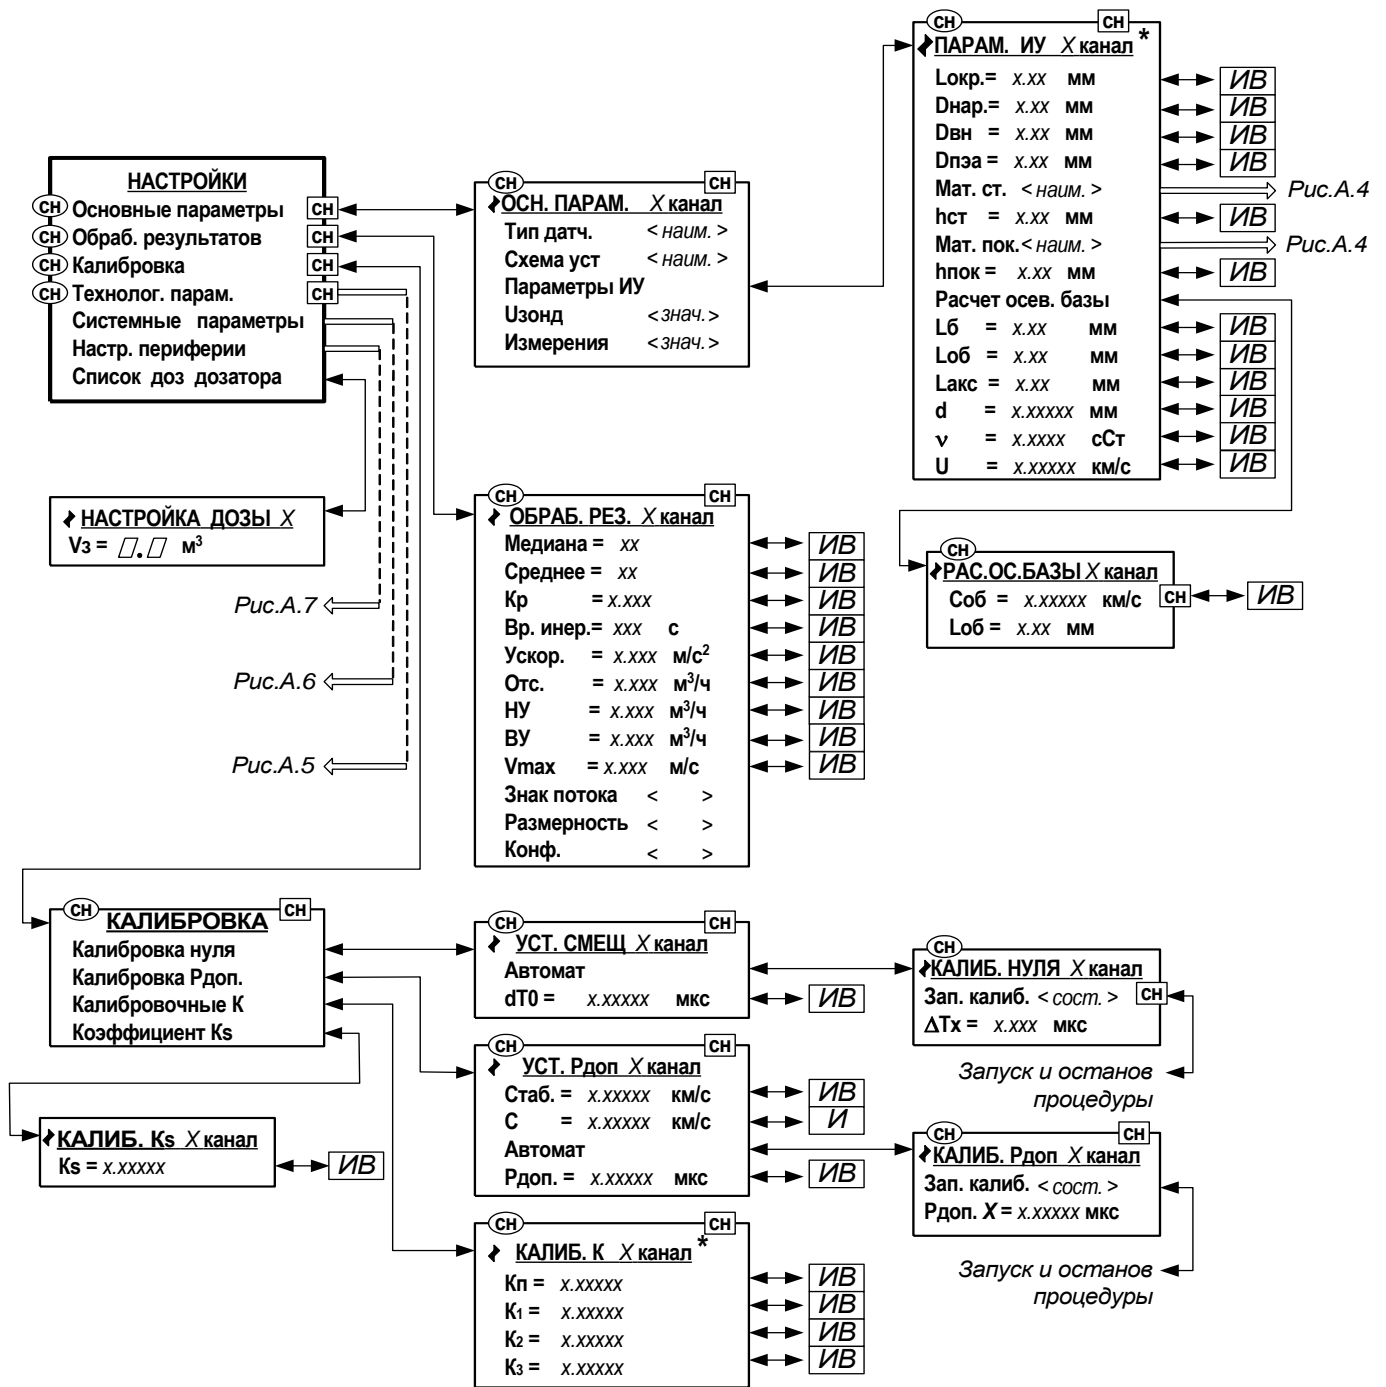 НАСТРОЙКИ
СН Основные параметры СН
СН Обраб. результатов СН
СН Калибровка СН
СН Технолог. парам. СН
Системные параметры
Настр. периферии
Список доз дозатора
НАСТРОЙКА ДОЗЫ X
Vз = . м³
Рис.А.7
Рис.А.6
Рис.А.5
СН СН
ОСН. ПАРАМ. X канал
Тип датч. < наим. >
Схема уст < наим. >
Параметры ИУ
Uзонд < знач. >
Измерения < знач. >
СН СН
ПАРАМ. ИУ X канал *
Lокр.= x.xx мм ИВ
Dнар.= x.xx мм ИВ
Dвн = x.xx мм ИВ
Dпэа = x.xx мм ИВ
Мат. ст. < наим. > Рис.А.4
hст = x.xx мм ИВ
Мат. пок. < наим. > Рис.А.4
hпок = x.xx мм ИВ
Расчет осев. базы
Lб = x.xx мм ИВ
Lоб = x.xx мм ИВ
Lакс = x.xx мм ИВ
d = x.xxxxx мм ИВ
ν = x.xxxx сСт ИВ
U = x.xxxxx км/с ИВ
СН
РАС.ОС.БАЗЫ X канал
Соб = x.xxxxx км/с СН ИВ
Lоб = x.xx мм
СН СН
ОБРАБ. РЕЗ. X канал
Медиана = xx ИВ
Среднее = xx ИВ
Кр = x.xxx ИВ
Вр. инер.= xxx с ИВ
Ускор. = x.xxx м/с² ИВ
Отс. = x.xxx м³/ч ИВ
НУ = x.xxx м³/ч ИВ
ВУ = x.xxx м³/ч ИВ
Vmax = x.xxx м/с ИВ
Знак потока < >
Размерность < >
Конф. < >
СН СН
КАЛИБРОВКА
Калибровка нуля
Калибровка Рдоп.
Калибровочные К
Коэффициент Ks
КАЛИБ. Ks X канал
Ks = x.xxxxx ИВ
СН СН
УСТ. СМЕЩ X канал
Автомат
dT0 = x.xxxxx мкс ИВ
СН
КАЛИБ. НУЛЯ X канал
Зап. калиб. < сост. > СН
ΔТх = x.xxx мкс
Запуск и останов
процедуры
СН СН
УСТ. Рдоп X канал
Стаб. = x.xxxxx км/с ИВ
С = x.xxxxx км/с И
Автомат
Рдоп. = x.xxxxx мкс ИВ
СН СН
КАЛИБ. Рдоп X канал
Зап. калиб. < сост. >
Рдоп. X = x.xxxxx мкс
Запуск и останов
процедуры
СН СН
КАЛИБ. К X канал *
Кп = x.xxxxx ИВ
К₁ = x.xxxxx ИВ
К₂ = x.xxxxx ИВ
К₃ = x.xxxxx ИВ